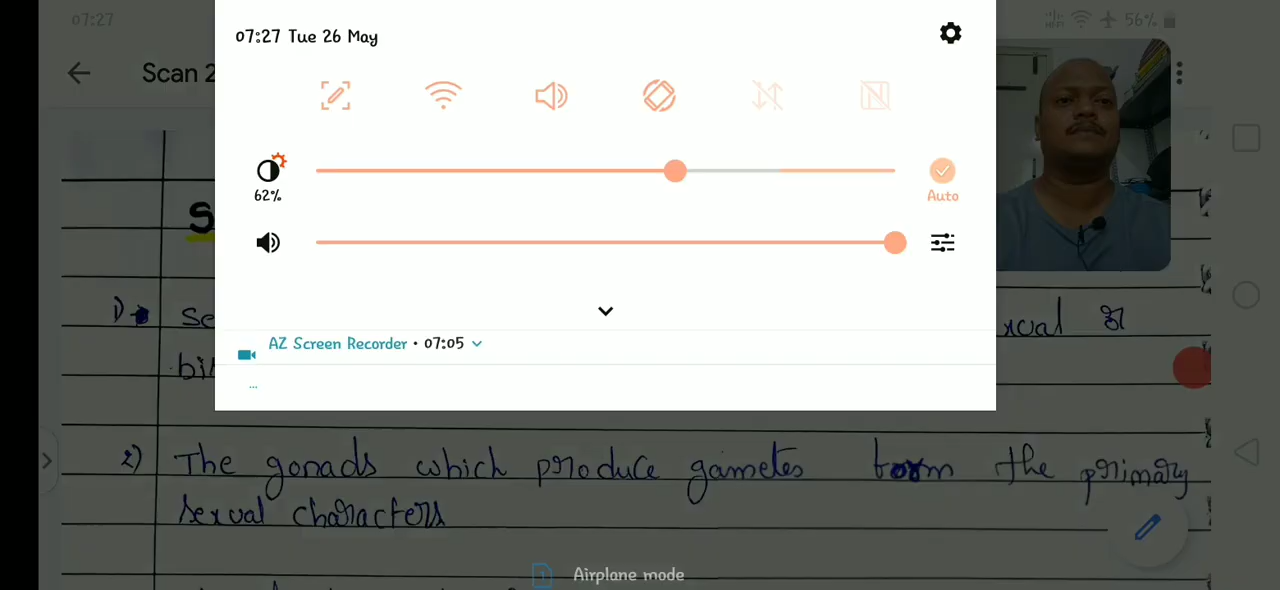 07:27
56%
Scan 2
07:27 Tue 26 May
62%
Auto
AZ Screen Recorder • 07:05
...
S
1) Se
xual
bi
2) The gonads which produce gametes form the primary
sexual characters
Airplane mode